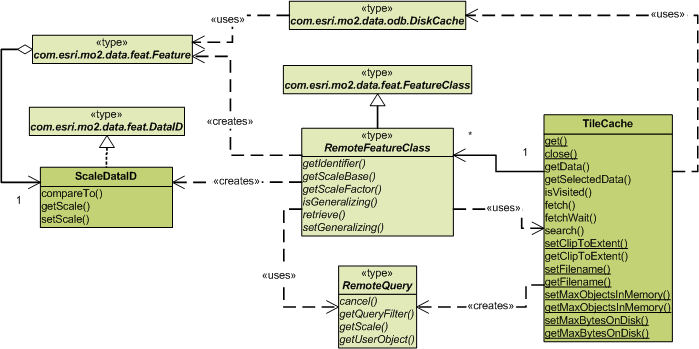 «type»
com.esri.mo2.data.odb.DiskCache
«uses»
«uses»
«type»
com.esri.mo2.data.feat.Feature
«type»
com.esri.mo2.data.feat.FeatureClass
«type»
com.esri.mo2.data.feat.DataID
«creates»
«type»
RemoteFeatureClass
getIdentifier()
getScaleBase()
getScaleFactor()
isGeneralizing()
retrieve()
setGeneralizing()
*
1
TileCache
get()
close()
getData()
getSelectedData()
isVisited()
fetch()
fetchWait()
search()
setClipToExtent()
getClipToExtent()
setFilename()
getFilename()
setMaxObjectsInMemory()
getMaxObjectsInMemory()
setMaxBytesOnDisk()
getMaxBytesOnDisk()
1
ScaleDataID
compareTo()
getScale()
setScale()
«creates»
«uses»
«uses»
«type»
RemoteQuery
cancel()
getQueryFilter()
getScale()
getUserObject()
«creates»